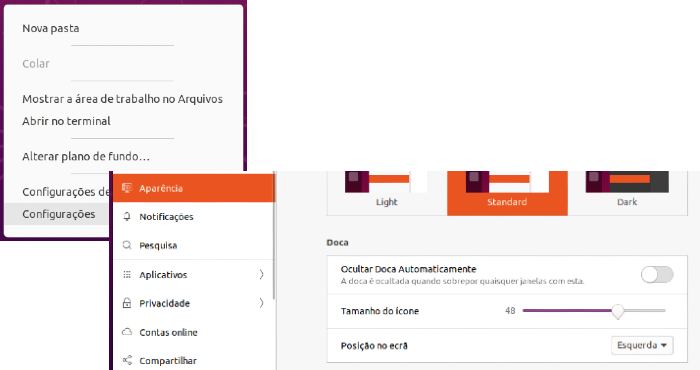 Nova pasta
Colar
Mostrar a área de trabalho no Arquivos
Abrir no terminal
Alterar plano de fundo...
Configurações de
Configurações
Aparência
Notificações
Pesquisa
Aplicativos
Privacidade
Contas online
Compartilhar
Light
Standard
Dark
Doca
Ocultar Doca Automaticamente
A doca é ocultada quando sobrepor quaisquer janelas com esta.
Tamanho do ícone
48
Posição no ecrã
Esquerda